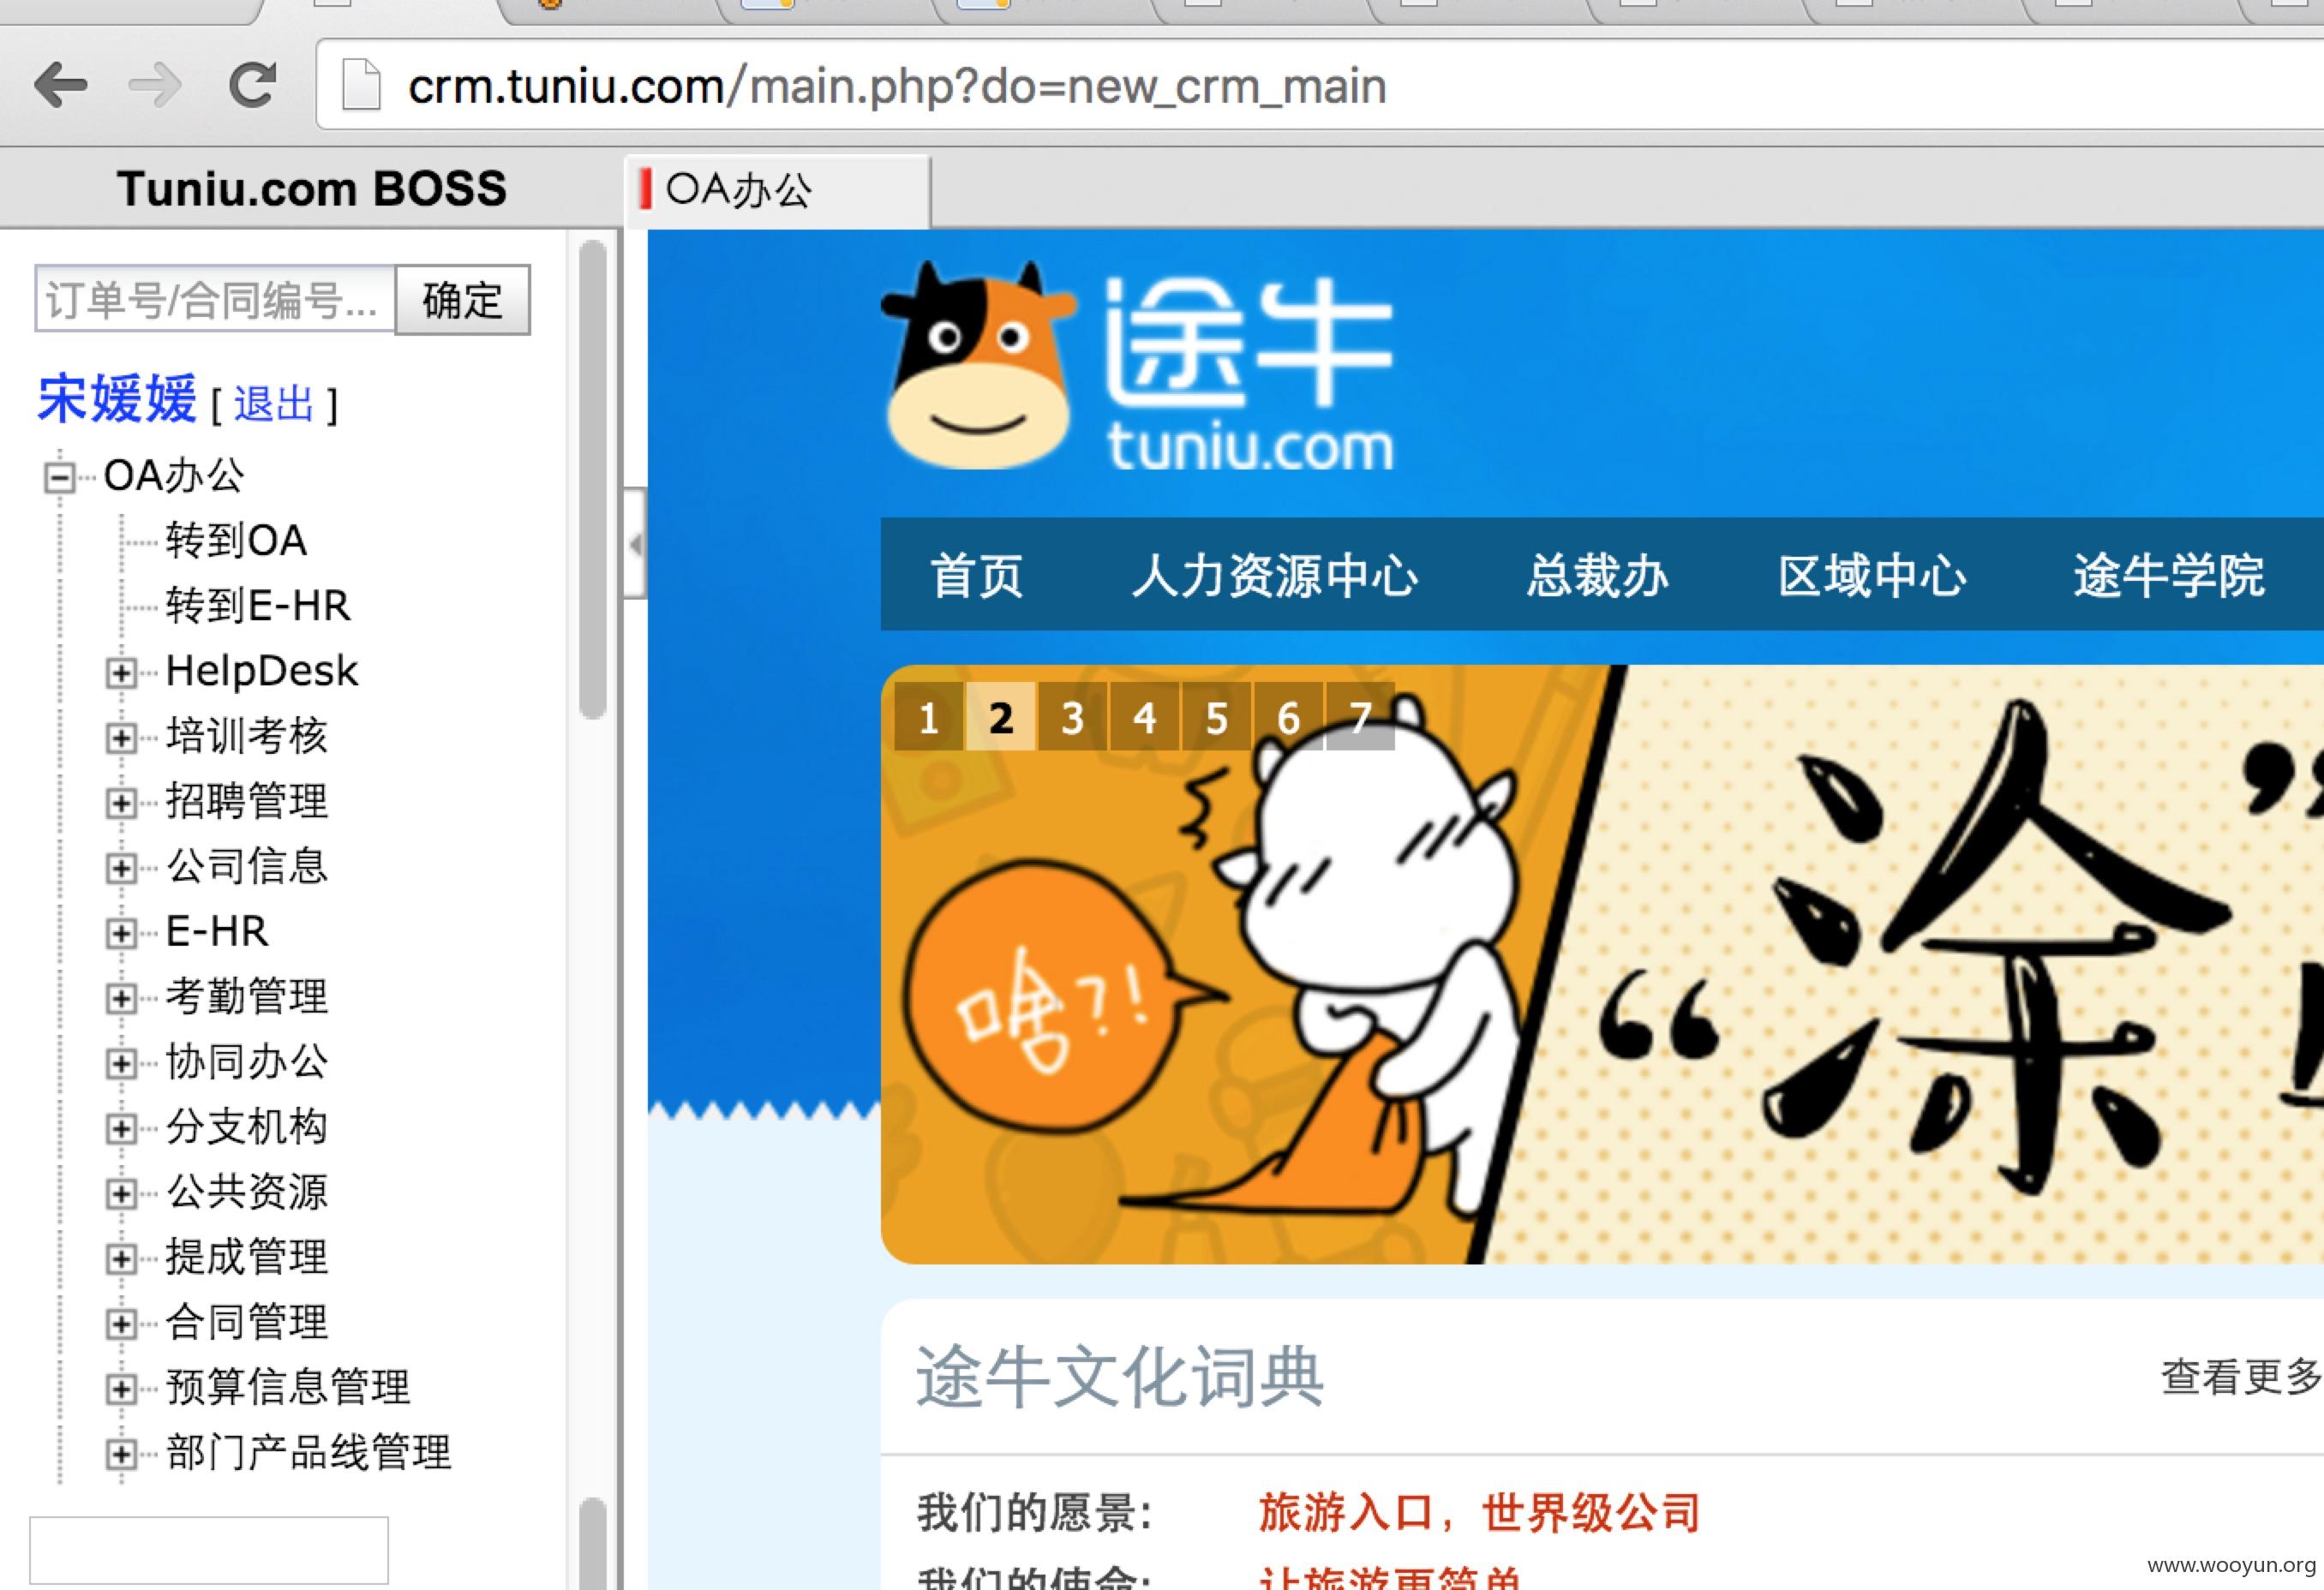 crm.tuniu.com/main.php?do=new_crm_main
Tuniu.com BOSS
OA办公
订单号/合同编号... 确定
宋媛媛 [ 退出 ]
OA办公
转到OA
转到E-HR
HelpDesk
培训考核
招聘管理
公司信息
E-HR
考勤管理
协同办公
分支机构
公共资源
提成管理
合同管理
预算信息管理
部门产品线管理
途牛
tuniu.com
首页 人力资源中心 总裁办 区域中心 途牛学院
1 2 3 4 5 6 7
啥?!
“涂
途牛文化词典 查看更多
我们的愿景: 旅游入口，世界级公司
我们的使命: 让旅游更简单
www.wooyun.org